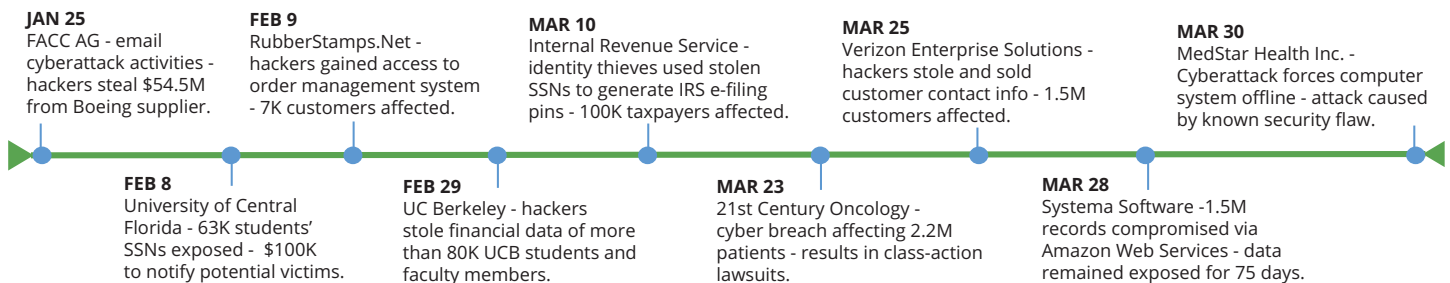 JAN 25
FACC AG - email
cyberattack activities -
hackers steal $54.5M
from Boeing supplier.
FEB 9
RubberStamps.Net -
hackers gained access to
order management system
- 7K customers affected.
MAR 10
Internal Revenue Service -
identity thieves used stolen
SSNs to generate IRS e-filing
pins - 100K taxpayers affected.
MAR 25
Verizon Enterprise Solutions -
hackers stole and sold
customer contact info - 1.5M
customers affected.
MAR 30
MedStar Health Inc. -
Cyberattack forces computer
system offline - attack caused
by known security flaw.
FEB 8
University of Central
Florida - 63K students’
SSNs exposed - $100K
to notify potential victims.
FEB 29
UC Berkeley - hackers
stole financial data of more
than 80K UCB students and
faculty members.
MAR 23
21st Century Oncology -
cyber breach affecting 2.2M
patients - results in class-action
lawsuits.
MAR 28
Systema Software -1.5M
records compromised via
Amazon Web Services - data
remained exposed for 75 days.